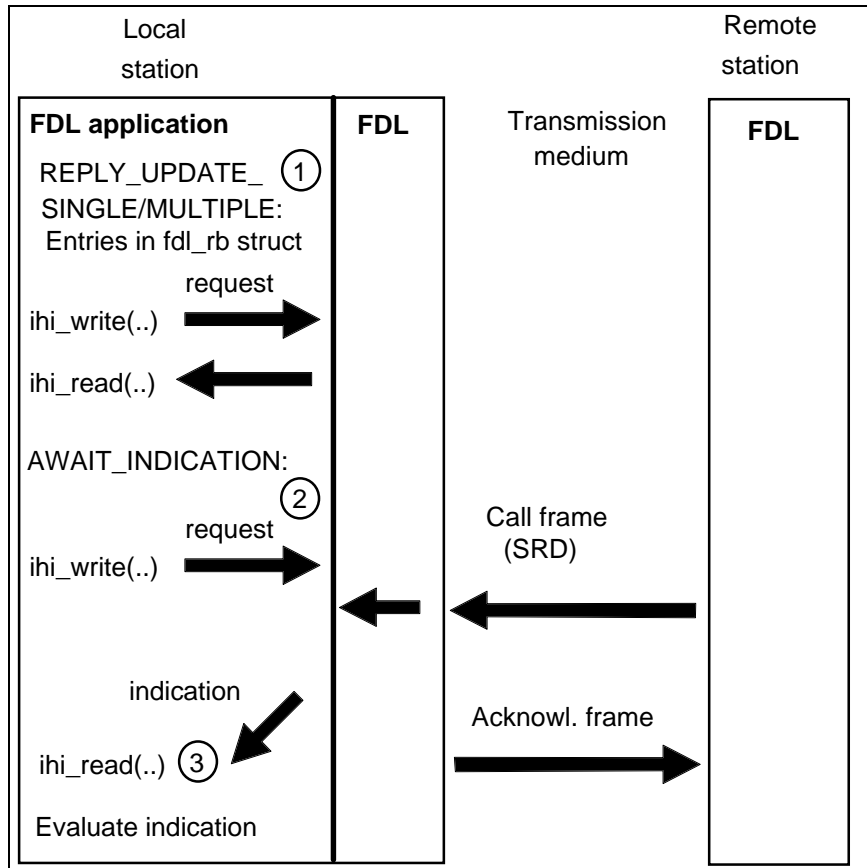 Local
station
Remote
station
FDL application
FDL
Transmission
medium
FDL
REPLY_UPDATE_ 1
SINGLE/MULTIPLE:
Entries in fdl_rb struct
request
ihi_write(..)
ihi_read(..)
AWAIT_INDICATION:
2
request
ihi_write(..)
Call frame
(SRD)
indication
Acknowl. frame
ihi_read(..) 3
Evaluate indication